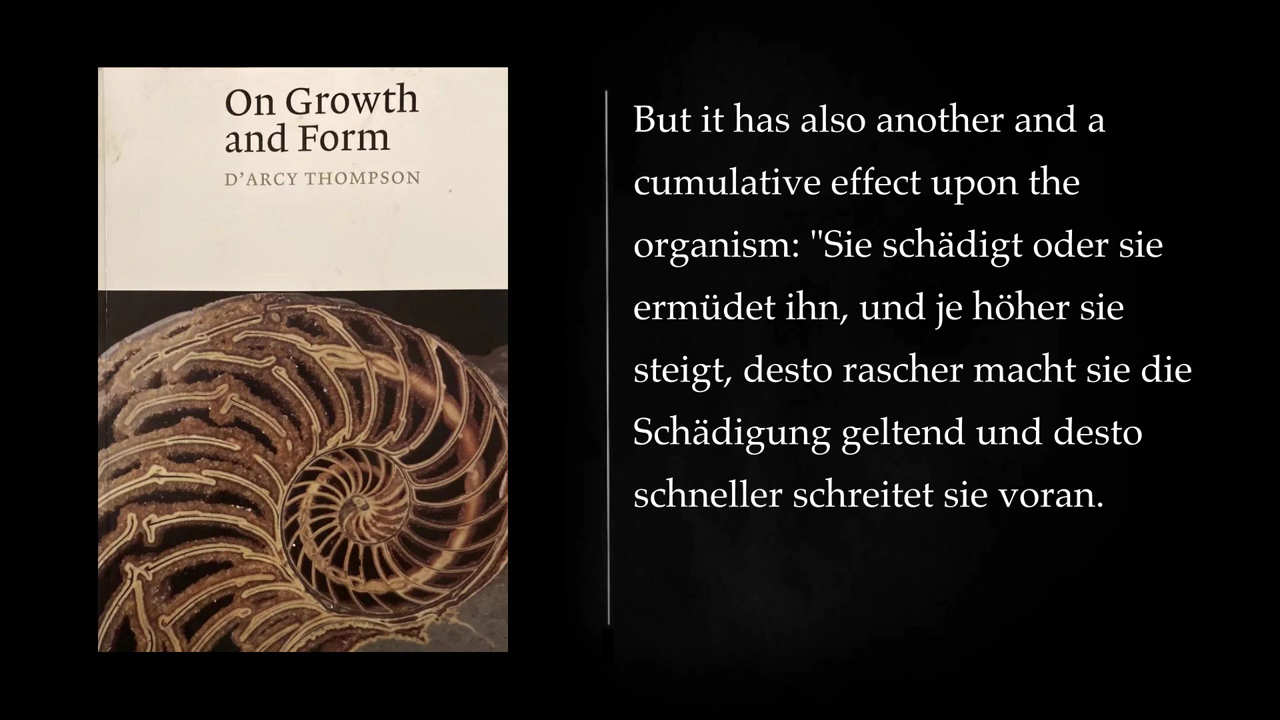 On Growth
and Form
D'ARCY THOMPSON
But it has also another and a
cumulative effect upon the
organism: "Sie schädigt oder sie
ermüdet ihn, und je höher sie
steigt, desto rascher macht sie die
Schädigung geltend und desto
schneller schreitet sie voran.